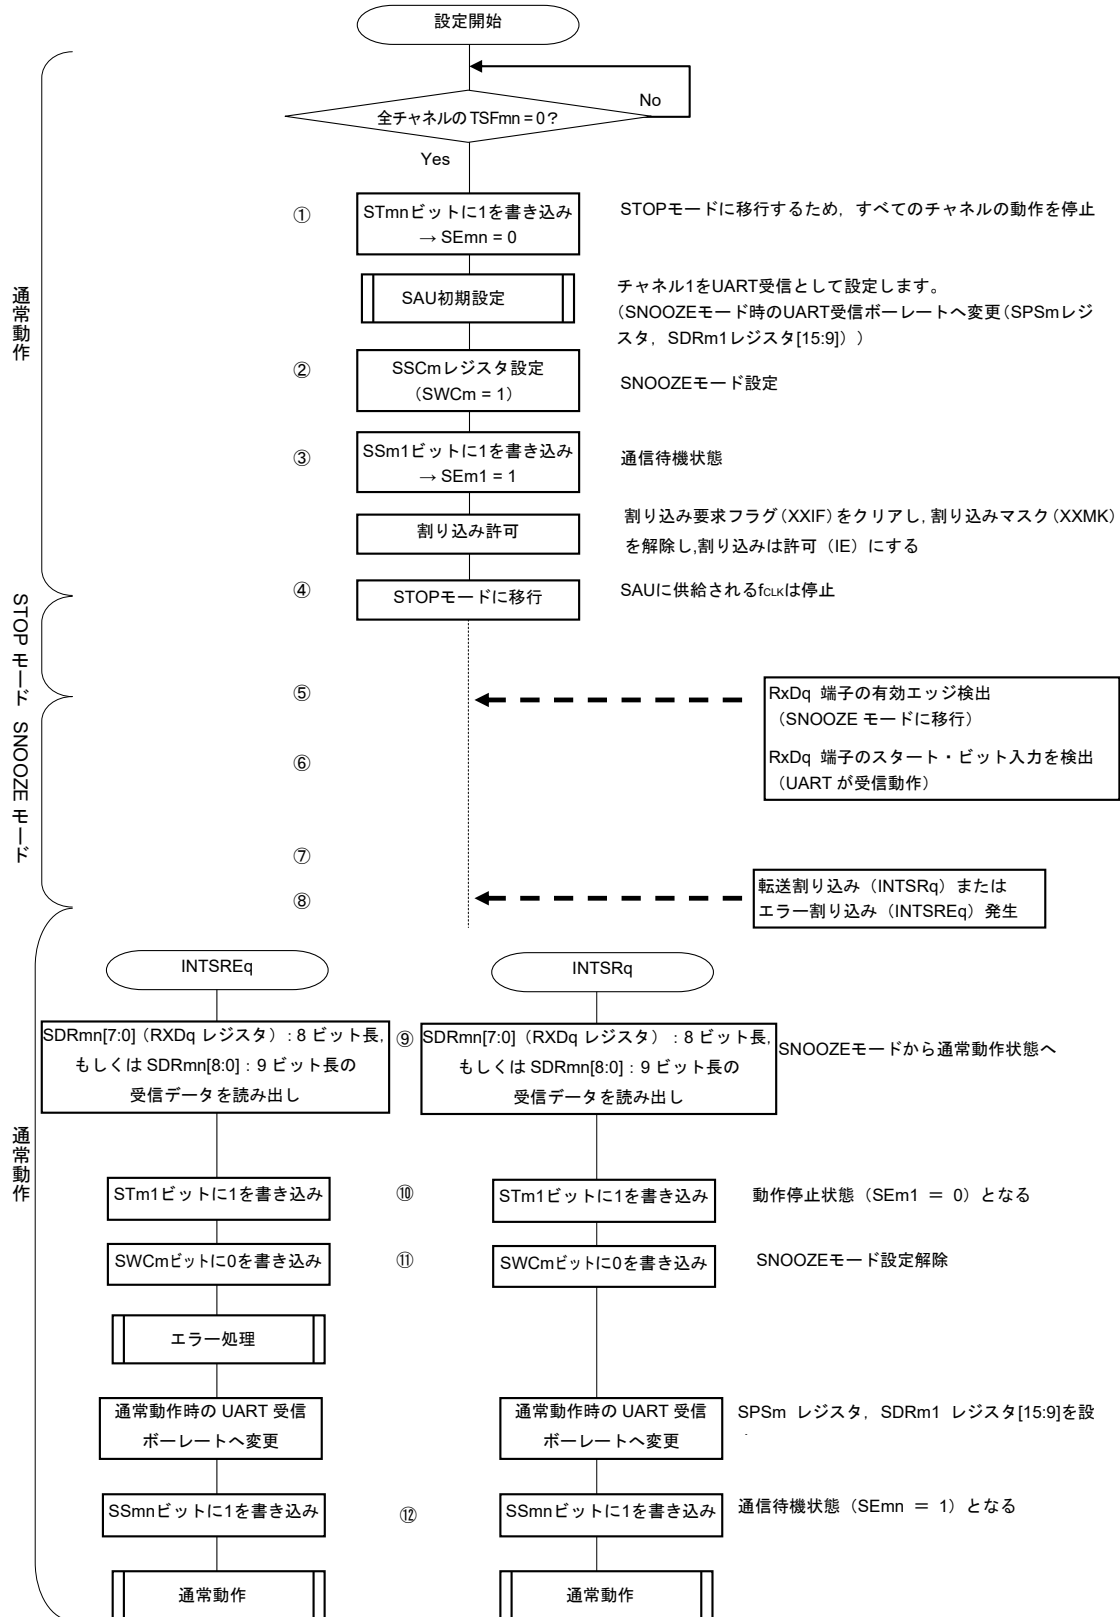 設定開始
No
全チャネルの TSFmn = 0?
Yes
①
STmnビットに1を書き込み
→ SEmn = 0
STOPモードに移行するため，すべてのチャネルの動作を停止
SAU初期設定
チャネル1をUART受信として設定します。
（SNOOZEモード時のUART受信ボーレートへ変更（SPSmレジ
スタ，SDRm1レジスタ[15:9]））
通常動作
②
SSCmレジスタ設定
（SWCm = 1）
SNOOZEモード設定
③
SSm1ビットに1を書き込み
→ SEm1 = 1
通信待機状態
割り込み許可
割り込み要求フラグ（XXIF）をクリアし，割り込みマスク（XXMK）
を解除し,割り込みは許可（IE）にする
④
STOPモードに移行
SAUに供給されるfCLKは停止
STOP モード
⑤
RxDq 端子の有効エッジ検出
（SNOOZE モードに移行）
SNOOZE モード
⑥
RxDq 端子のスタート・ビット入力を検出
（UART が受信動作）
⑦
⑧
転送割り込み（INTSRq）または
エラー割り込み（INTSREq）発生
INTSREq
INTSRq
SDRmn[7:0]（RXDq レジスタ）：8 ビット長，
もしくは SDRmn[8:0]：9 ビット長の
受信データを読み出し
⑨
SDRmn[7:0]（RXDq レジスタ）：8 ビット長，
もしくは SDRmn[8:0]：9 ビット長の
受信データを読み出し
SNOOZEモードから通常動作状態へ
通常動作
STm1ビットに1を書き込み
⑩
STm1ビットに1を書き込み
動作停止状態（SEm1 ＝ 0）となる
SWCmビットに0を書き込み
⑪
SWCmビットに0を書き込み
SNOOZEモード設定解除
エラー処理
通常動作時の UART 受信
ボーレートへ変更
通常動作時の UART 受信
ボーレートへ変更
SPSm レジスタ，SDRm1 レジスタ[15:9]を設
SSmnビットに1を書き込み
⑫
SSmnビットに1を書き込み
通信待機状態（SEmn ＝ 1）となる
通常動作
通常動作